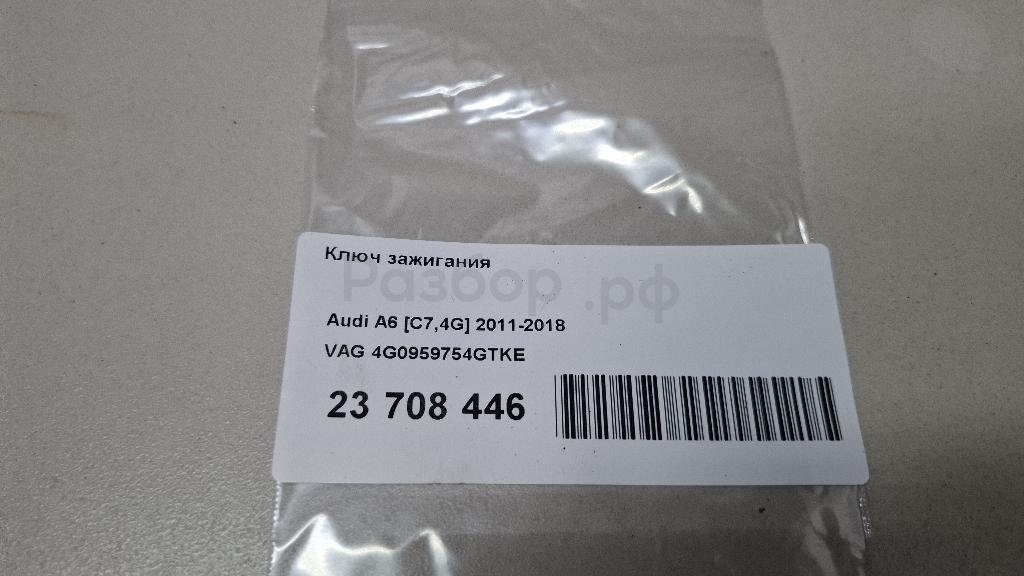 Ключ зажигания
Разбор.рф
Audi A6 [C7,4G] 2011-2018
VAG 4G0959754GTKE
23 708 446